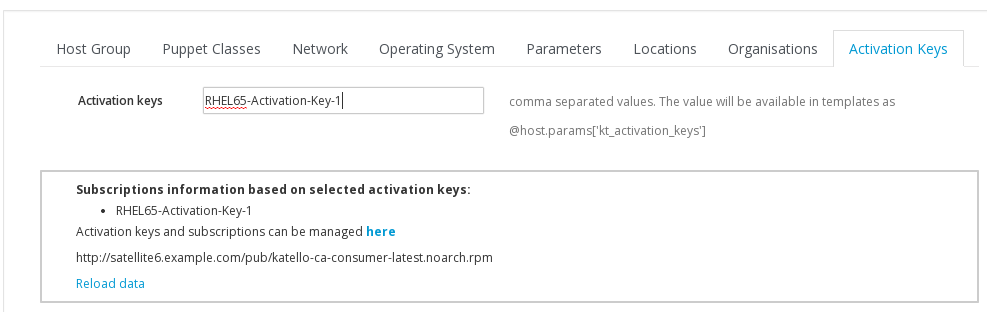 Host Group Puppet Classes Network Operating System Parameters Locations Organisations Activation Keys
Activation keys RHEL65-Activation-Key-1 comma separated values. The value will be available in templates as
@host.params['kt_activation_keys']
Subscriptions information based on selected activation keys:
• RHEL65-Activation-Key-1
Activation keys and subscriptions can be managed here
http://satellite6.example.com/pub/katello-ca-consumer-latest.noarch.rpm
Reload data